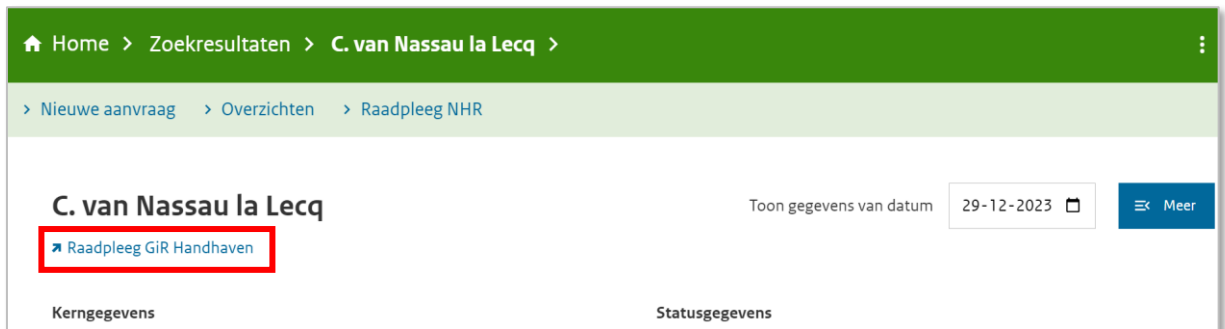 Home > Zoekresultaten > C. van Nassau la Lecq >
> Nieuwe aanvraag > Overzichten > Raadpleeg NHR
C. van Nassau la Lecq
Toon gegevens van datum 29-12-2023 Meer
Raadpleeg GiR Handhaven
Kerngegevens Statusgegevens